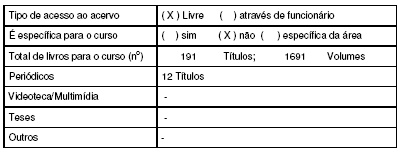 Tipo de acesso ao acervo ( X ) Livre ( ) através de funcionário
É específica para o curso ( ) sim ( X ) não ( ) específica da área
Total de livros para o curso (nº) 191 Títulos; 1691 Volumes
Periódicos 12 Títulos
Videoteca/Multimídia -
Teses -
Outros -